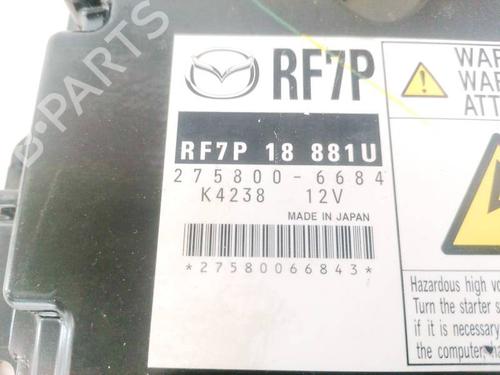 B-PARTS
RF7P
RF7P 18 881U
275800-6684
K4238 12V
MADE IN JAPAN
*27580066843*
WAR
WAR
ATT
Hazardous high vo
Turn the starter s
if it is necessary
the computer ha